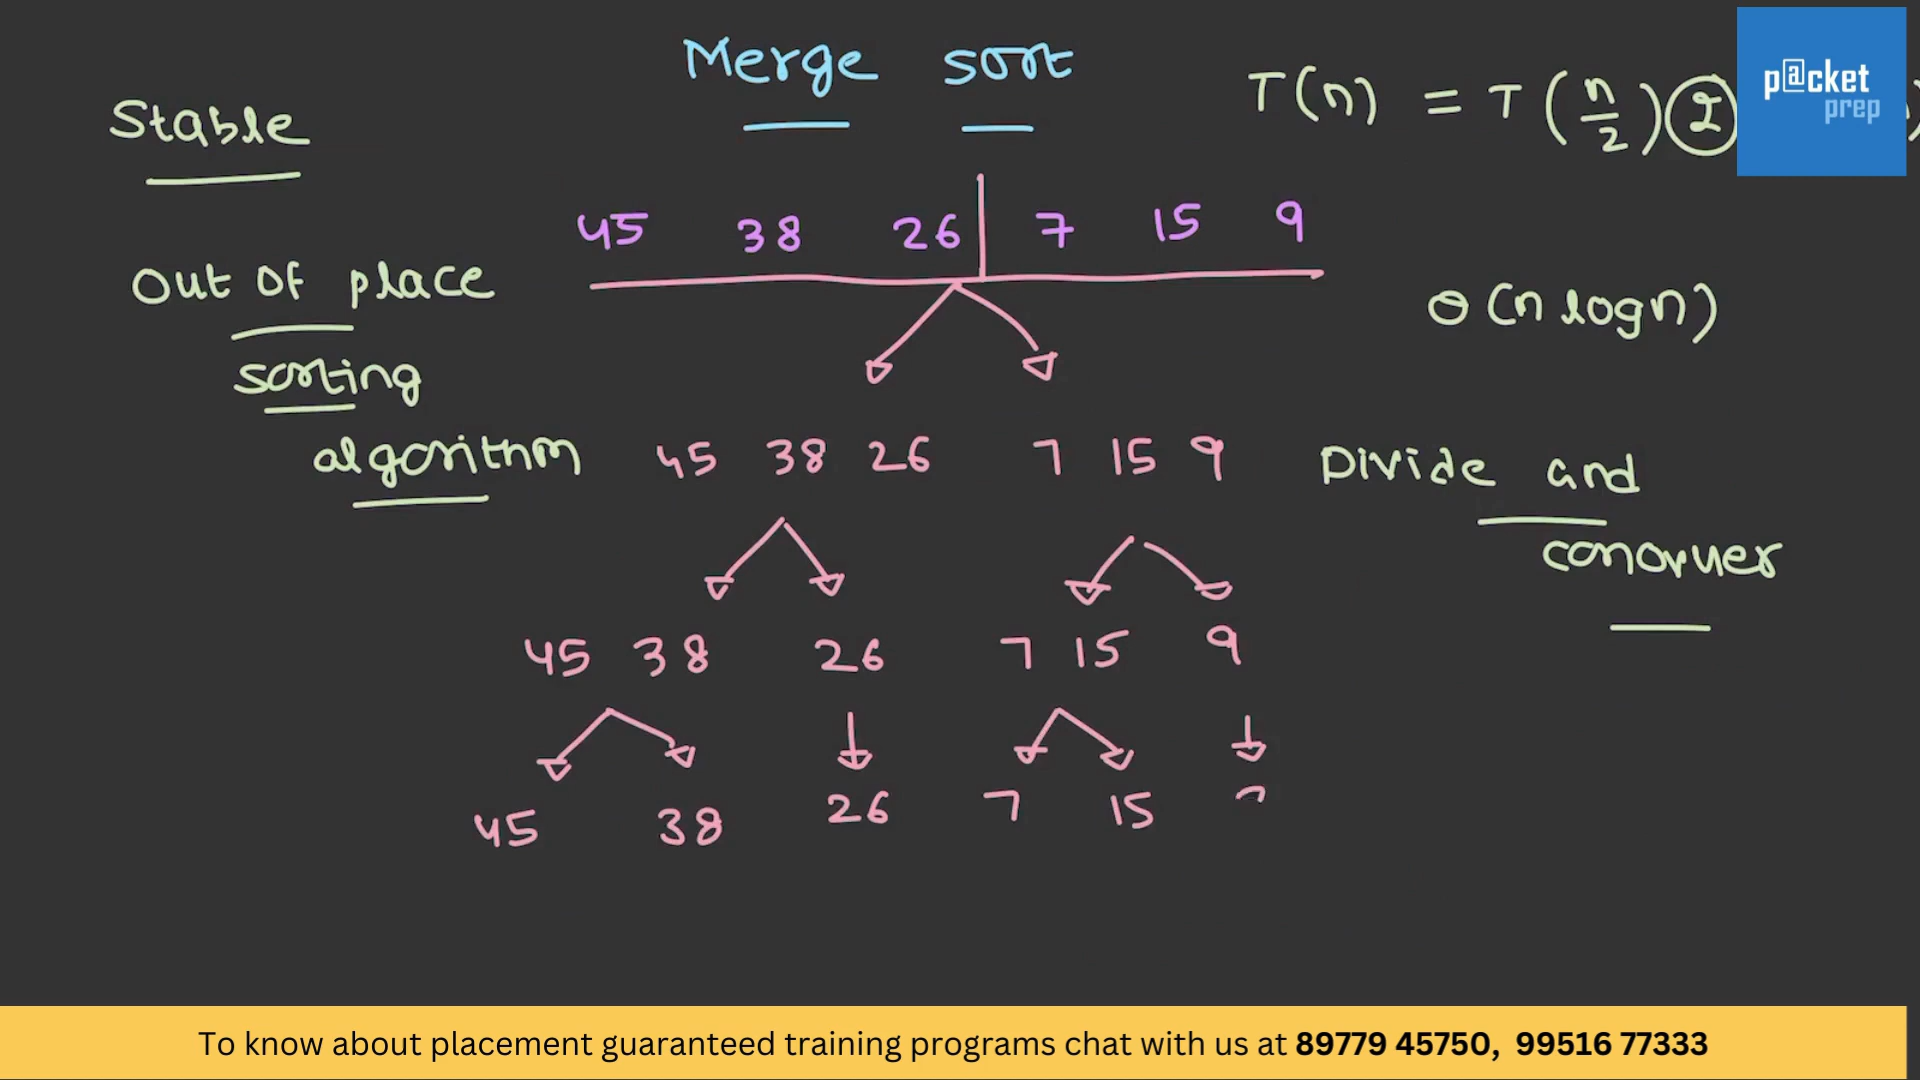 Merge sort
Stable
T(n) = T(n/2) 2
p@cket
prep
45 38 26 7 15 9
Out of place
sorting
algorithm
θ(n logn)
45 38 26 7 15 9
Divide and
conquer
45 38 26 7 15 9
45 38 26 7 15
To know about placement guaranteed training programs chat with us at 89779 45750, 99516 77333